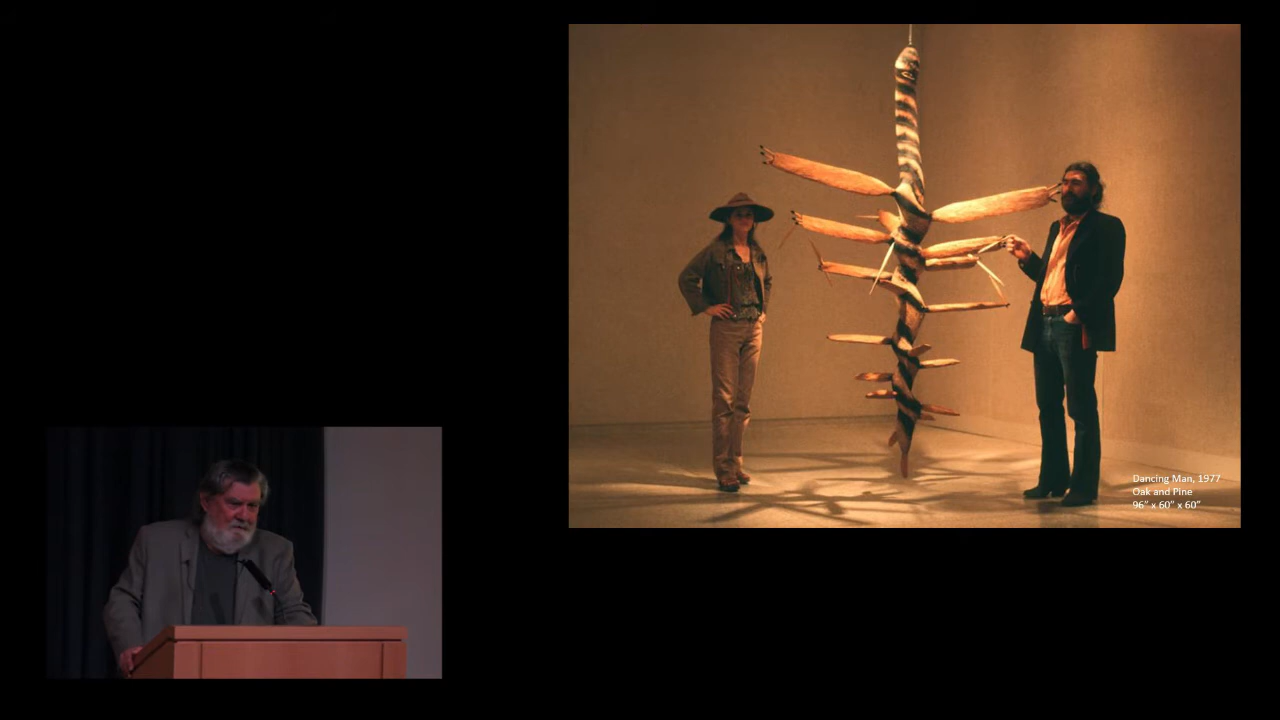 Dancing Man, 1977
Oak and Pine
96” x 60” x 60”